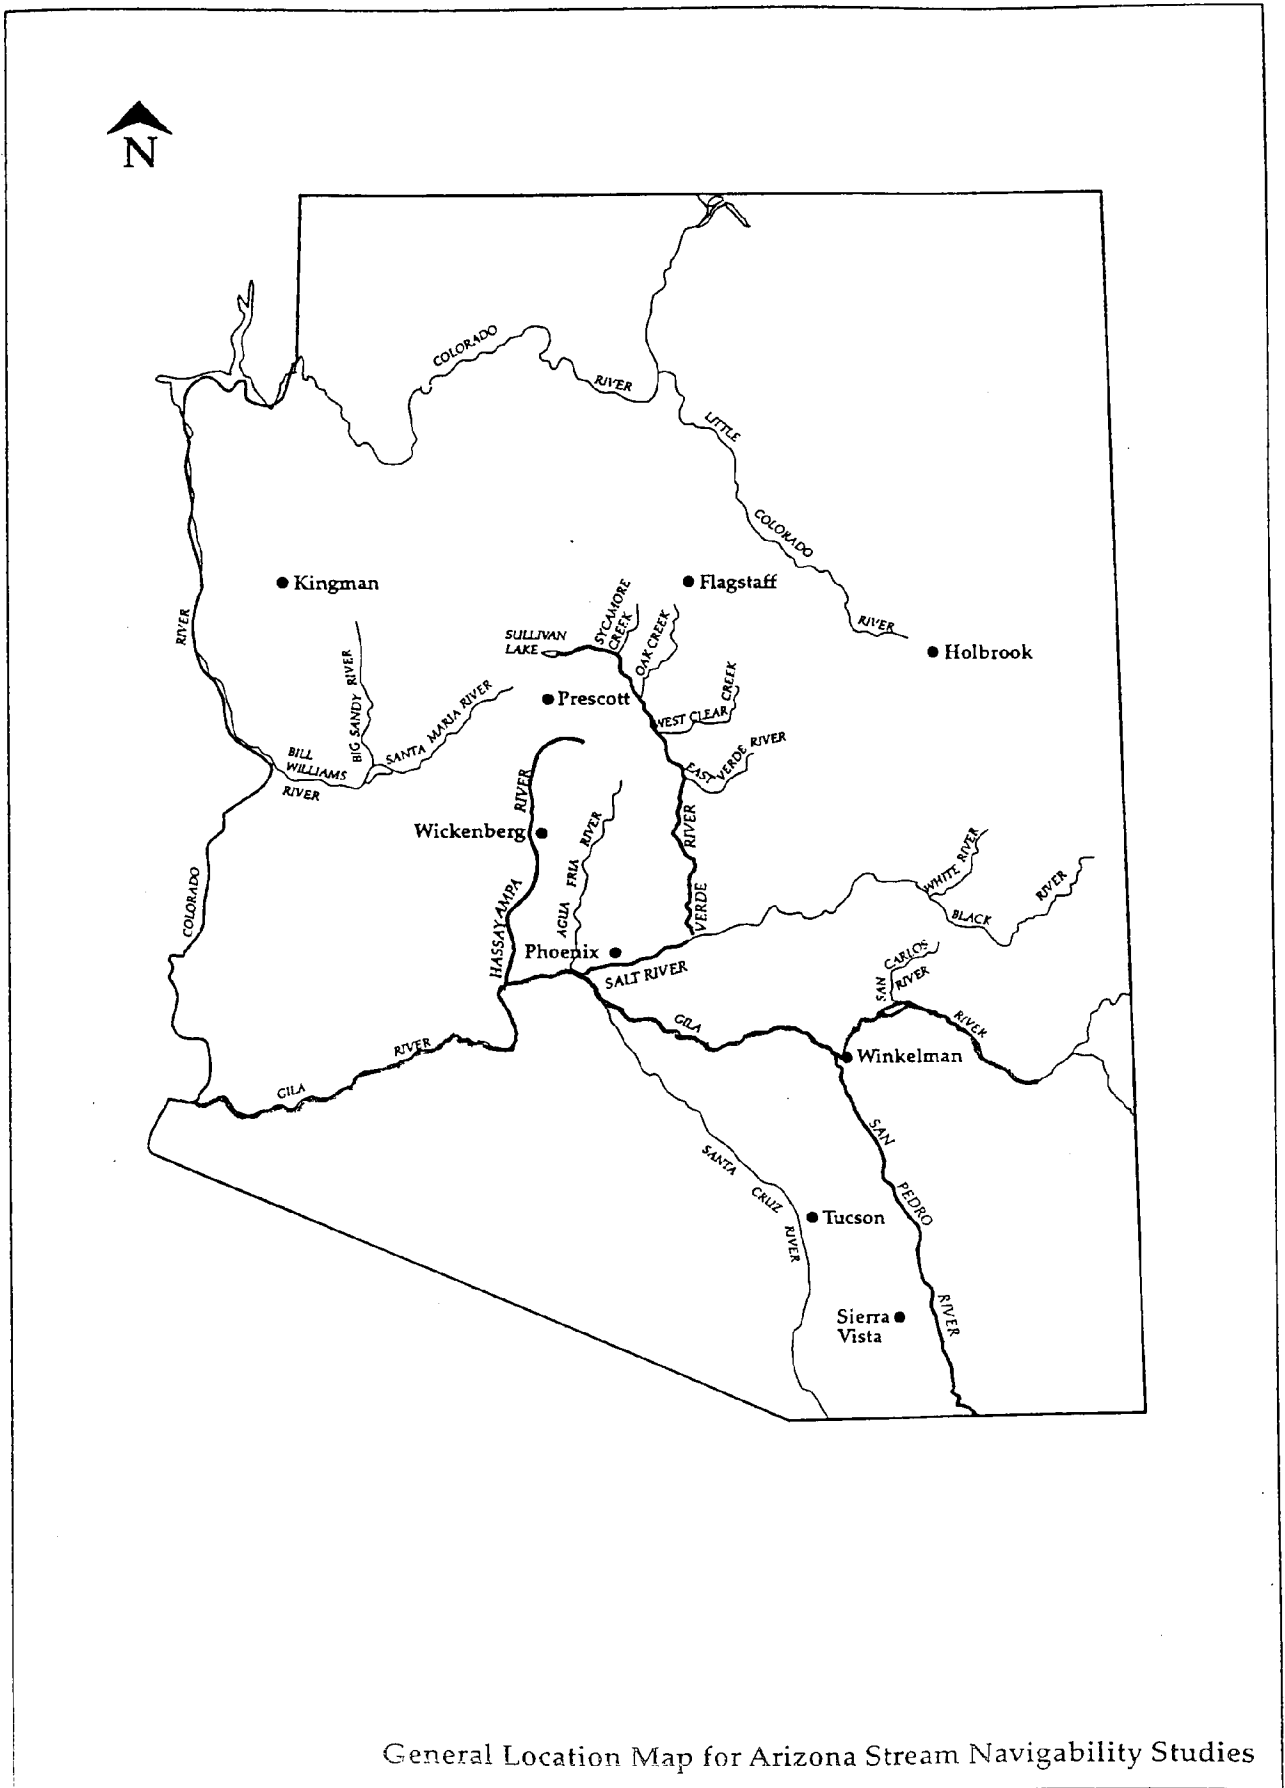 N
COLORADO
RIVER
LITTLE
COLORADO
RIVER
Kingman
Flagstaff
Holbrook
RIVER
SULLIVAN
LAKE
SYCAMORE
CREEK
OAK CREEK
Prescott
WEST CLEAR CREEK
BIG SANDY RIVER
SANTA MARIA RIVER
BILL
WILLIAMS
RIVER
EAST VERDE RIVER
RIVER
VERDE
Wickenberg
HASSAYAMPA
RIVER
AGUA FRIA RIVER
WHITE RIVER
BLACK
RIVER
COLORADO
Phoenix
SALT RIVER
SAN CARLOS
RIVER
GILA
RIVER
Winkelman
RIVER
GILA
SAN
PEDRO
RIVER
SANTA
CRUZ
RIVER
Tucson
Sierra
Vista
General Location Map for Arizona Stream Navigability Studies